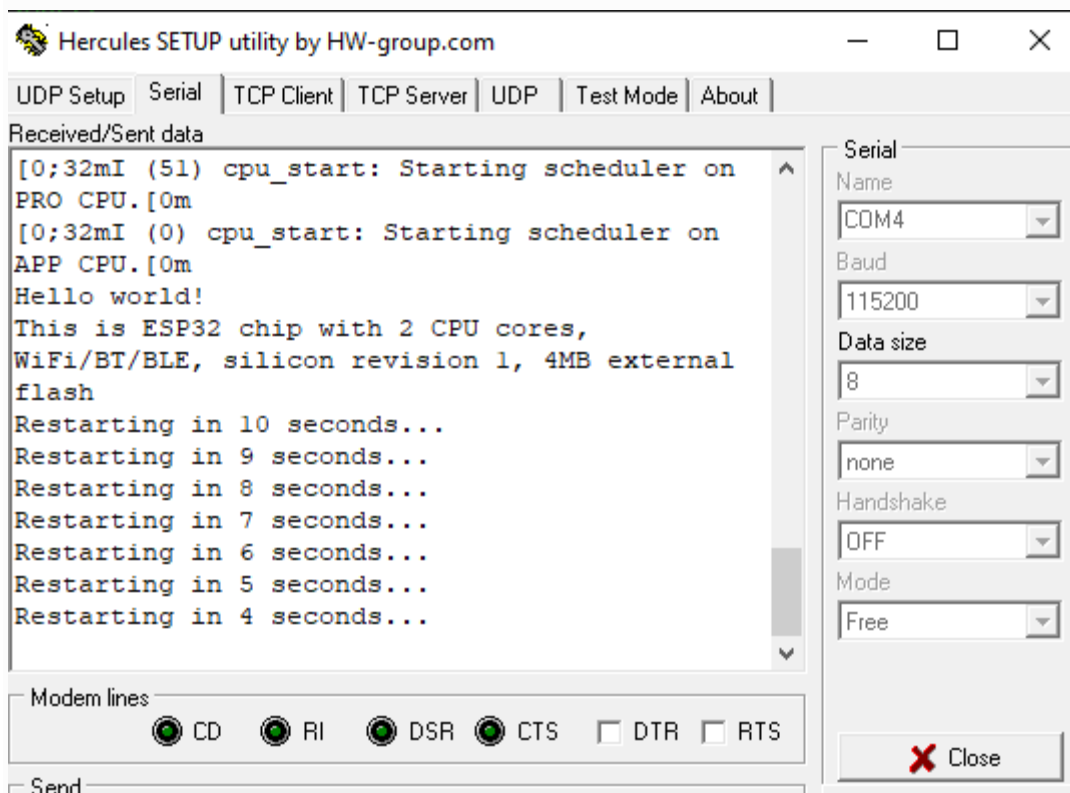 Hercules SETUP utility by HW-group.com
UDP Setup Serial TCP Client TCP Server UDP Test Mode About
Received/Sent data
[0;32mI (51) cpu_start: Starting scheduler on
PRO CPU.[0m
[0;32mI (0) cpu_start: Starting scheduler on
APP CPU.[0m
Hello world!
This is ESP32 chip with 2 CPU cores,
WiFi/BT/BLE, silicon revision 1, 4MB external
flash
Restarting in 10 seconds...
Restarting in 9 seconds...
Restarting in 8 seconds...
Restarting in 7 seconds...
Restarting in 6 seconds...
Restarting in 5 seconds...
Restarting in 4 seconds...
Serial
Name
COM4
Baud
115200
Data size
8
Parity
none
Handshake
OFF
Mode
Free
Modem lines
CD RI DSR CTS DTR RTS
Close
Send